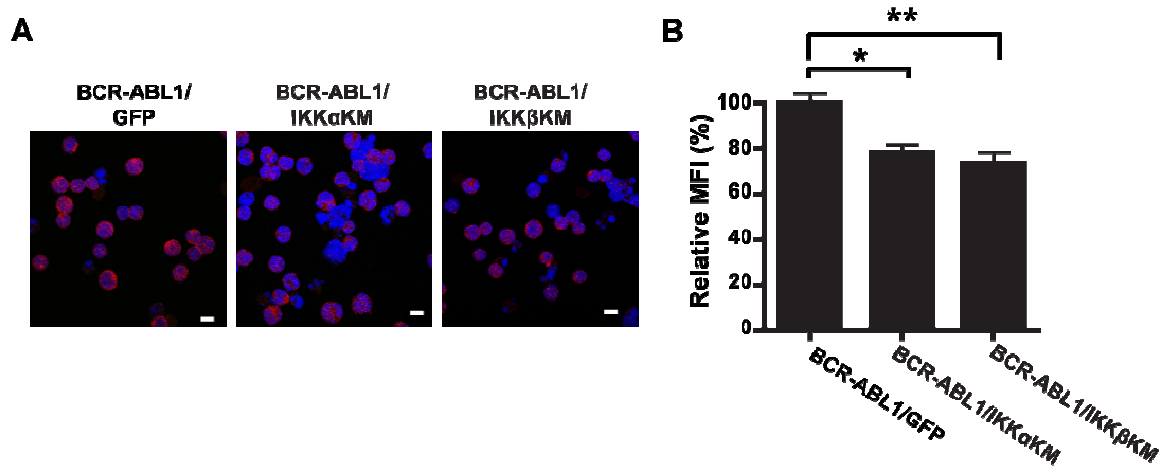 A
BCR-ABL1/
GFP
BCR-ABL1/
IKKαKM
BCR-ABL1/
IKKβKM
B
**
*
Relative MFI (%)
100
80
60
40
20
0
BCR-ABL1/GFP
BCR-ABL1/IKKαKM
BCR-ABL1/IKKβKM